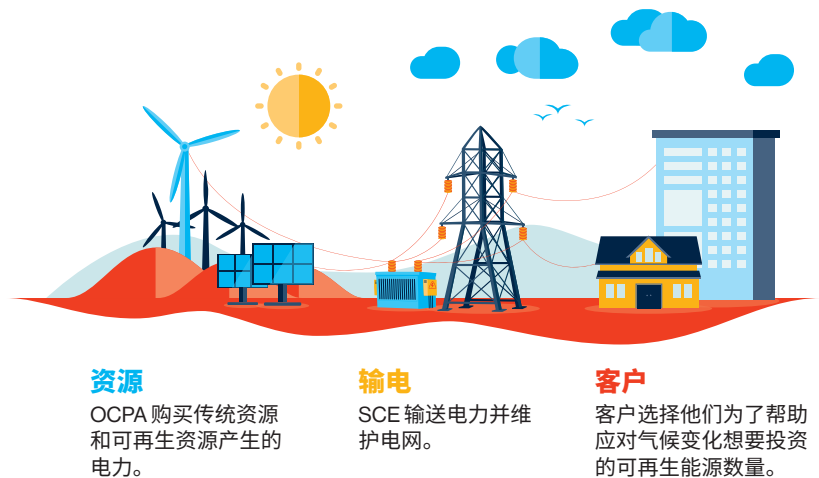 资源
OCPA 购买传统资源
和可再生资源产生的
电力。
输电
SCE 输送电力并维
护电网。
客户
客户选择他们为了帮助
应对气候变化想要投资
的可再生能源数量。